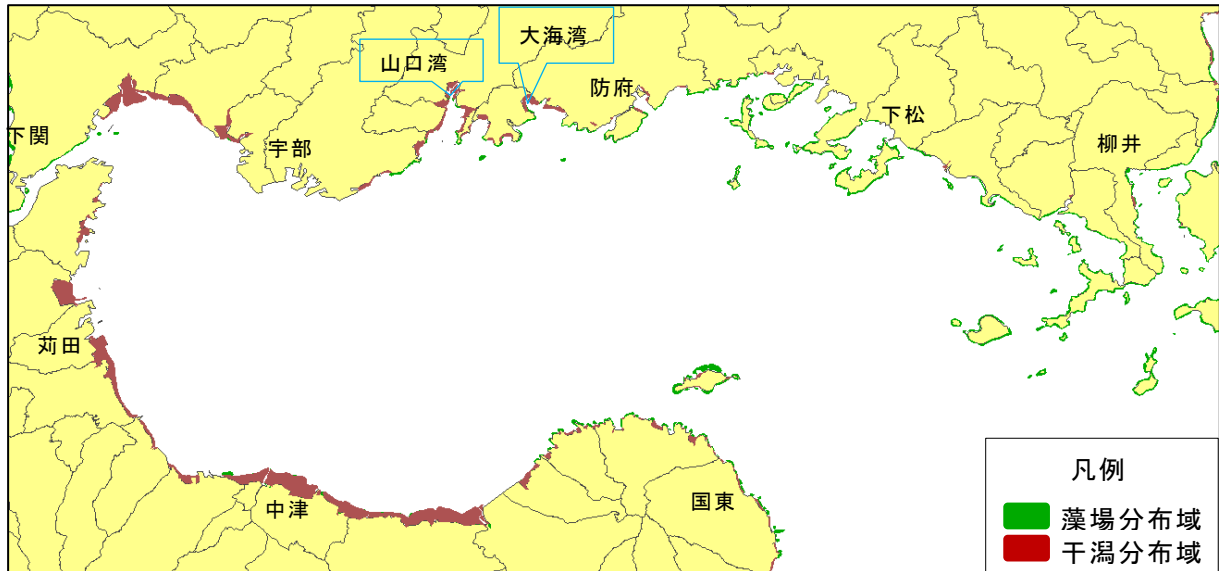 大海湾
山口湾
防府
下松
下関
宇部
柳井
苅田
中津
国東
凡例
藻場分布域
干潟分布域